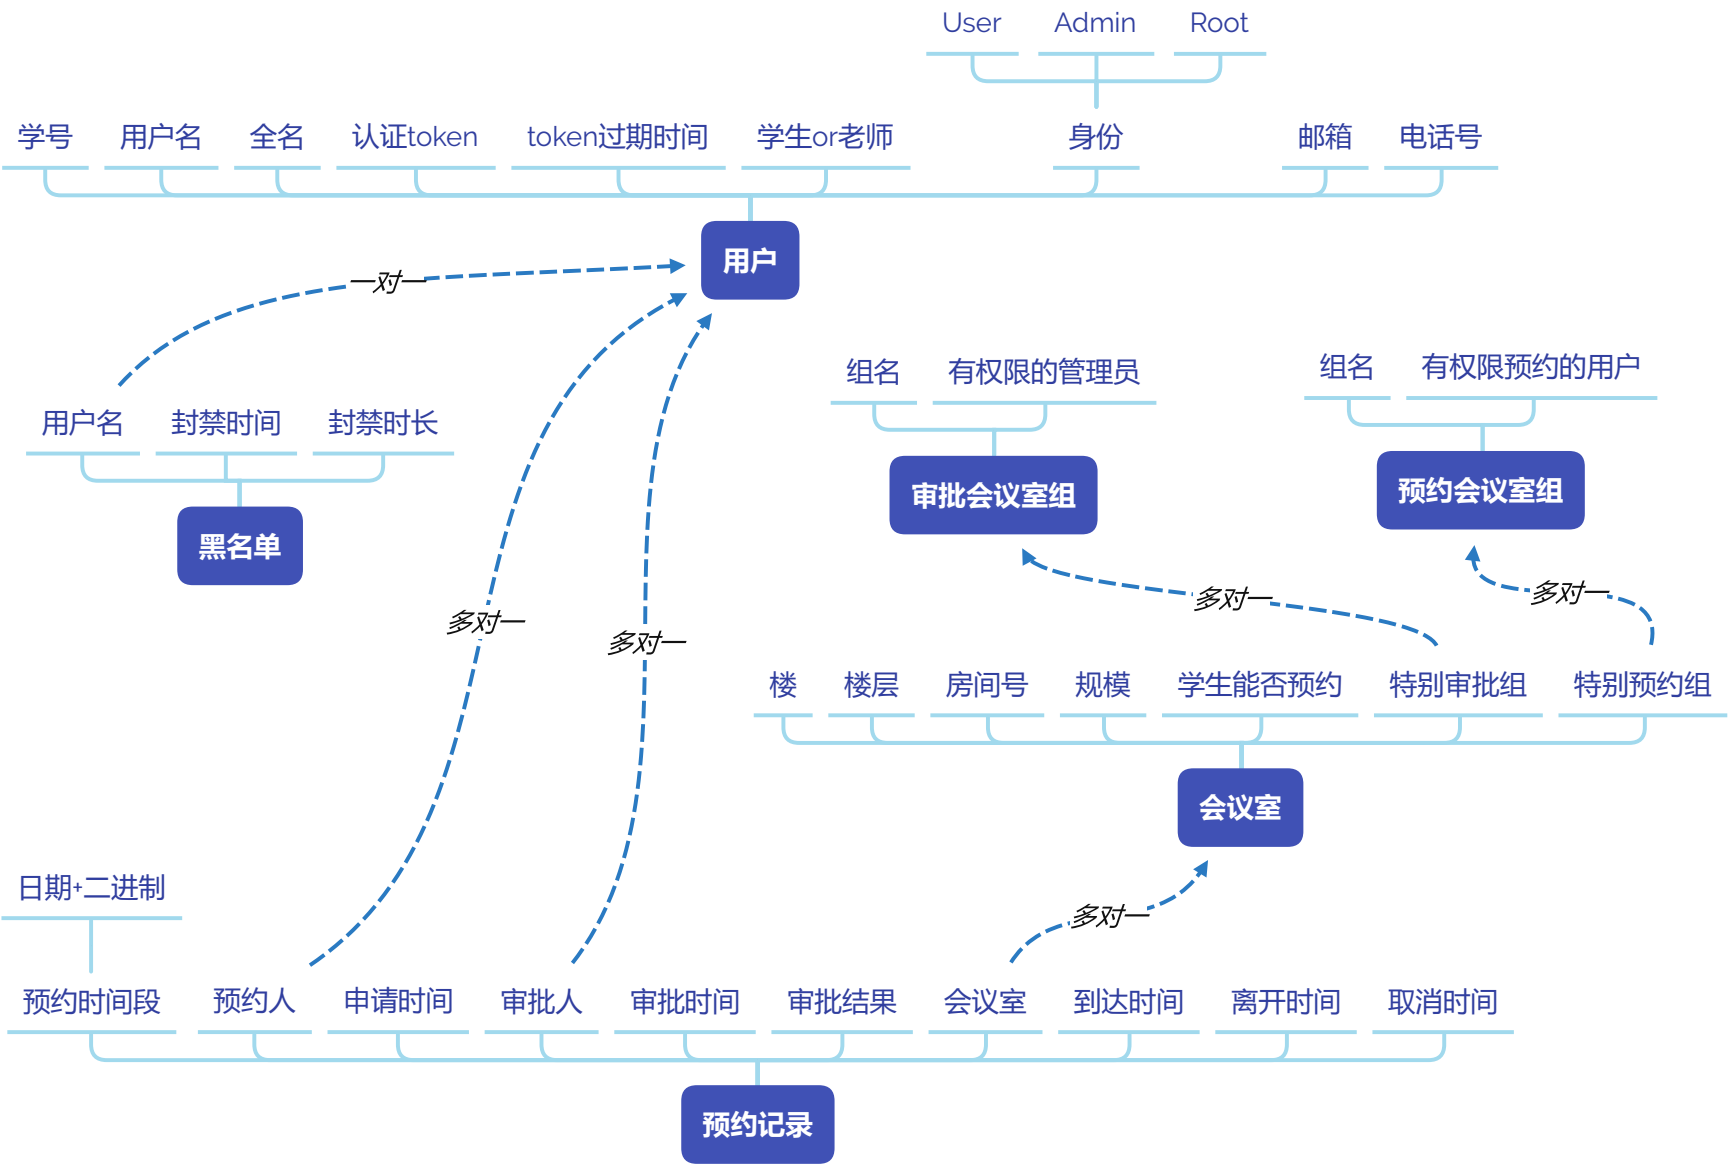 User Admin Root
学号 用户名 全名 认证token token过期时间 学生or老师 身份 邮箱 电话号
用户
一对一
组名 有权限的管理员 组名 有权限预约的用户
用户名 封禁时间 封禁时长
审批会议室组 预约会议室组
黑名单
多对一 多对一
多对一 多对一
楼 楼层 房间号 规模 学生能否预约 特别审批组 特别预约组
会议室
日期+二进制
多对一
预约时间段 预约人 申请时间 审批人 审批时间 审批结果 会议室 到达时间 离开时间 取消时间
预约记录